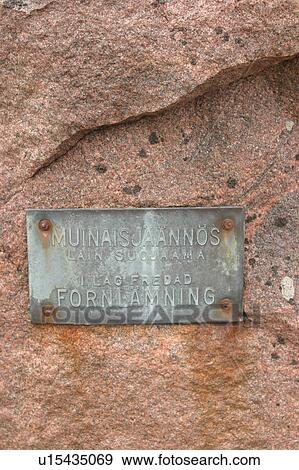 MUINAISJÄÄNNÖS
LAIN SUOJAAMA
I LAG FREDAD
FORNLÄMNING
FOTOSEARCH
u15435069 www.fotosearch.com